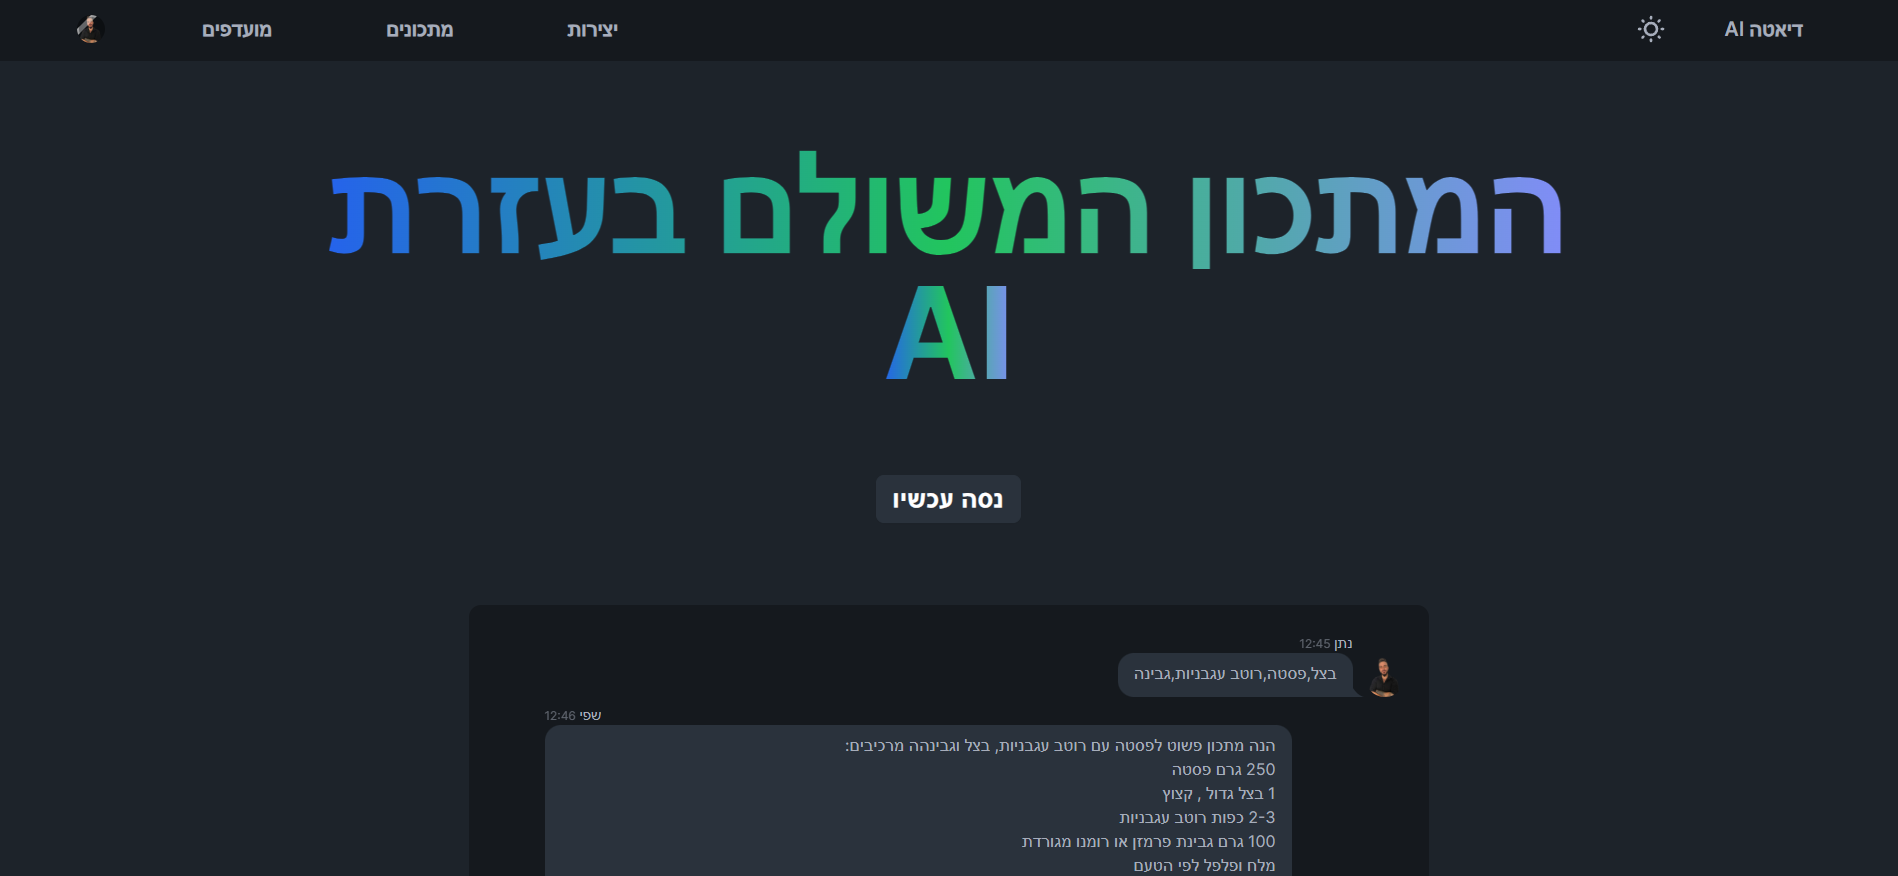 דיאטה AI
יצירות
מתכונים
מועדפים
המתכון המשולם בעזרת
AI
נסה עכשיו
נתן 12:45
בצל,פסטה,רוטב עגבניות,גבינה
שפי 12:46
הנה מתכון פשוט לפסטה עם רוטב עגבניות, בצל וגבינהה מרכיבים:
250 גרם פסטה
1 בצל גדול , קצוץ
2-3 כפות רוטב עגבניות
100 גרם גבינת פרמזן או רומנו מגורדת
מלח ופלפל לפי הטעם